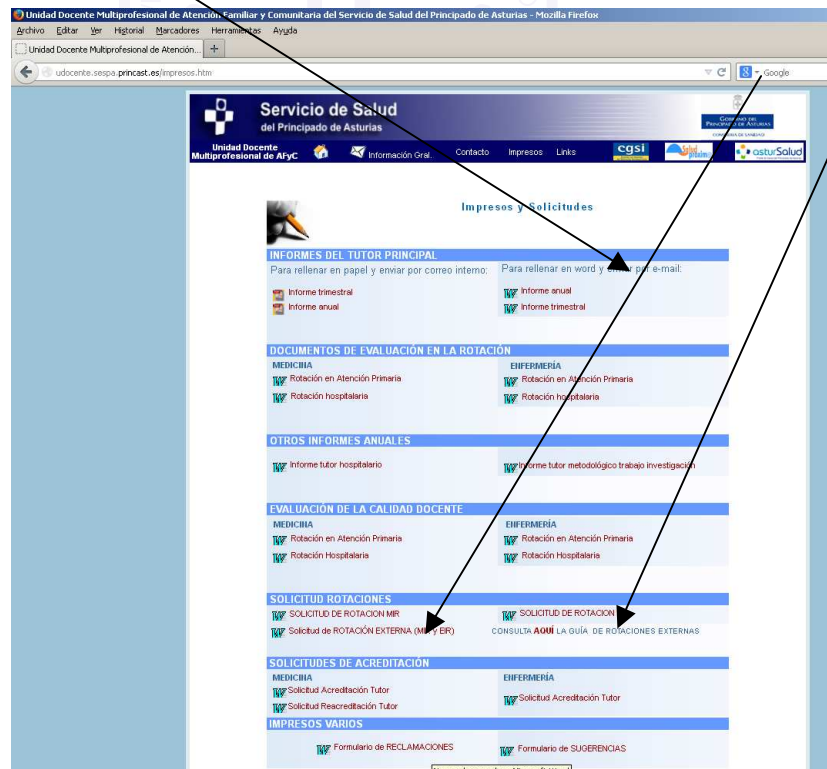 Unidad Docente Multiprofesional de Atención Familiar y Comunitaria del Servicio de Salud del Principado de Asturias - Mozilla Firefox
Archivo Editar Ver Historial Marcadores Herramientas Ayuda
Unidad Docente Multiprofesional de Atención... +
udocente.sespa.princast.es/impresos.htm
Google
Servicio de Salud
del Principado de Asturias
GOBIERNO DEL
PRINCIPADO DE ASTURIAS
Unidad Docente
Multiprofesional de AFyC
Información Gral. Contacto Impresos Links cgsi
asturSalud
Impresos y Solicitudes
INFORMES DEL TUTOR PRINCIPAL
Para rellenar en papel y enviar por correo interno: Para rellenar en word y enviar por e-mail:
Informe trimestral Informe anual
Informe anual Informe trimestral
DOCUMENTOS DE EVALUACIÓN EN LA ROTACIÓN
MEDICINA ENFERMERÍA
Rotación en Atención Primaria Rotación en Atención Primaria
Rotación hospitalaria Rotación hospitalaria
OTROS INFORMES ANUALES
Informe tutor hospitalario Informe tutor metodológico trabajo investigación
EVALUACIÓN DE LA CALIDAD DOCENTE
MEDICINA ENFERMERÍA
Rotación en Atención Primaria Rotación en Atención Primaria
Rotación Hospitalaria Rotación Hospitalaria
SOLICITUD ROTACIONES
SOLICITUD DE ROTACION MIR SOLICITUD DE ROTACION
Solicitud de ROTACIÓN EXTERNA (MIR y EIR) CONSULTA AQUÍ LA GUÍA DE ROTACIONES EXTERNAS
SOLICITUDES DE ACREDITACIÓN
MEDICINA ENFERMERÍA
Solicitud Acreditación Tutor Solicitud Acreditación Tutor
Solicitud Reacreditación Tutor
IMPRESOS VARIOS
Formulario de RECLAMACIONES Formulario de SUGERENCIAS